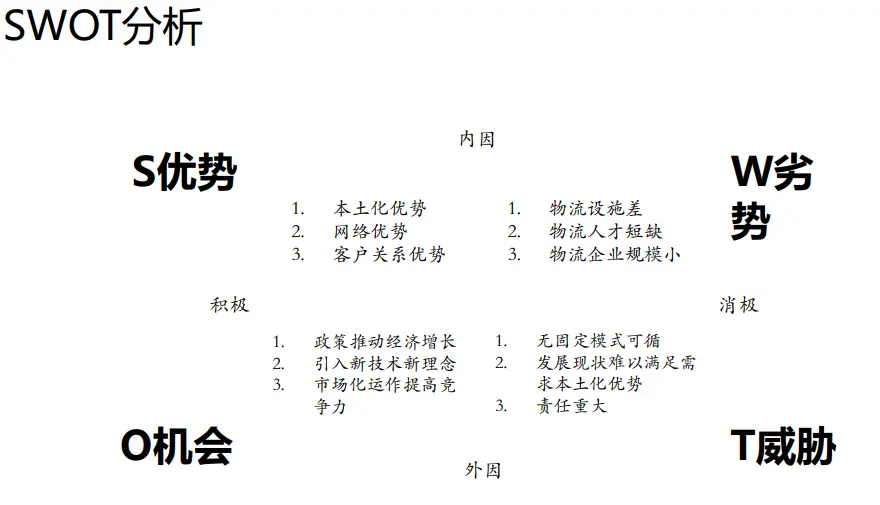 SWOT分析
内因
S优势
W劣
势
1. 本土化优势
2. 网络优势
3. 客户关系优势
1. 物流设施差
2. 物流人才短缺
3. 物流企业规模小
积极
消极
1. 政策推动经济增长
2. 引入新技术新理念
3. 市场化运作提高竞
争力
1. 无固定模式可循
2. 发展现状难以满足需
求本土化优势
3. 责任重大
O机会
T威胁
外因